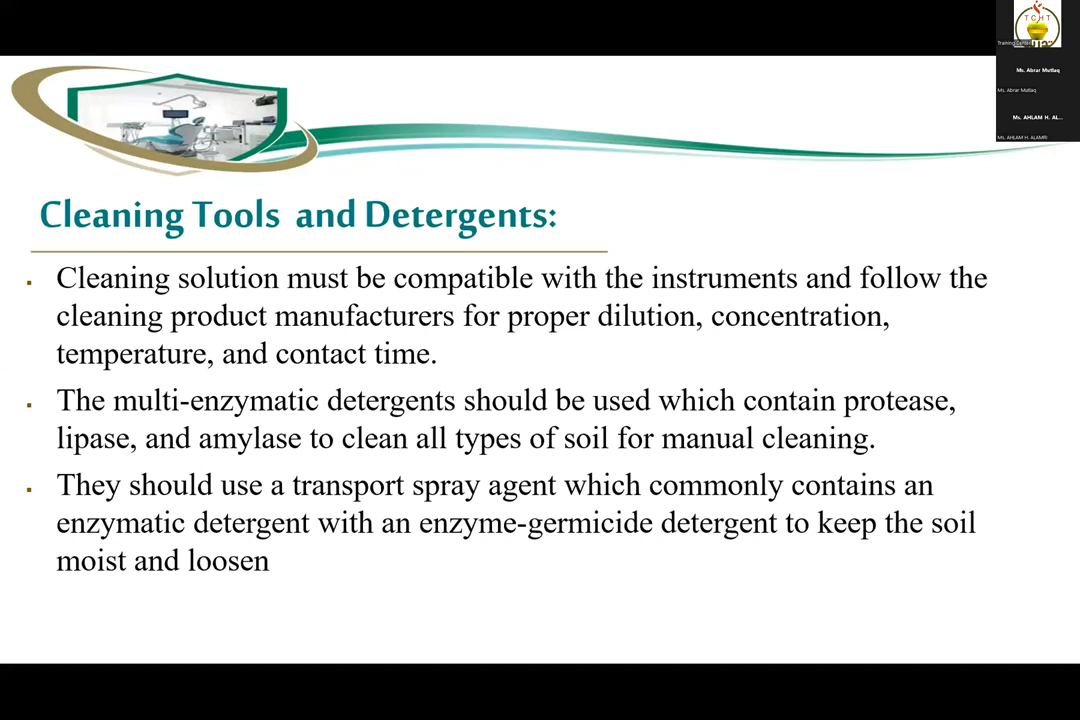 TCHT
Training Center
Ms. Abrar Mutlaq
Ms. Abrar Mutlaq
Ms. AHLAM H. AL...
Ms. AHLAM H. ALAMRI
Cleaning Tools and Detergents:
Cleaning solution must be compatible with the instruments and follow the
cleaning product manufacturers for proper dilution, concentration,
temperature, and contact time.
The multi-enzymatic detergents should be used which contain protease,
lipase, and amylase to clean all types of soil for manual cleaning.
They should use a transport spray agent which commonly contains an
enzymatic detergent with an enzyme-germicide detergent to keep the soil
moist and loosen